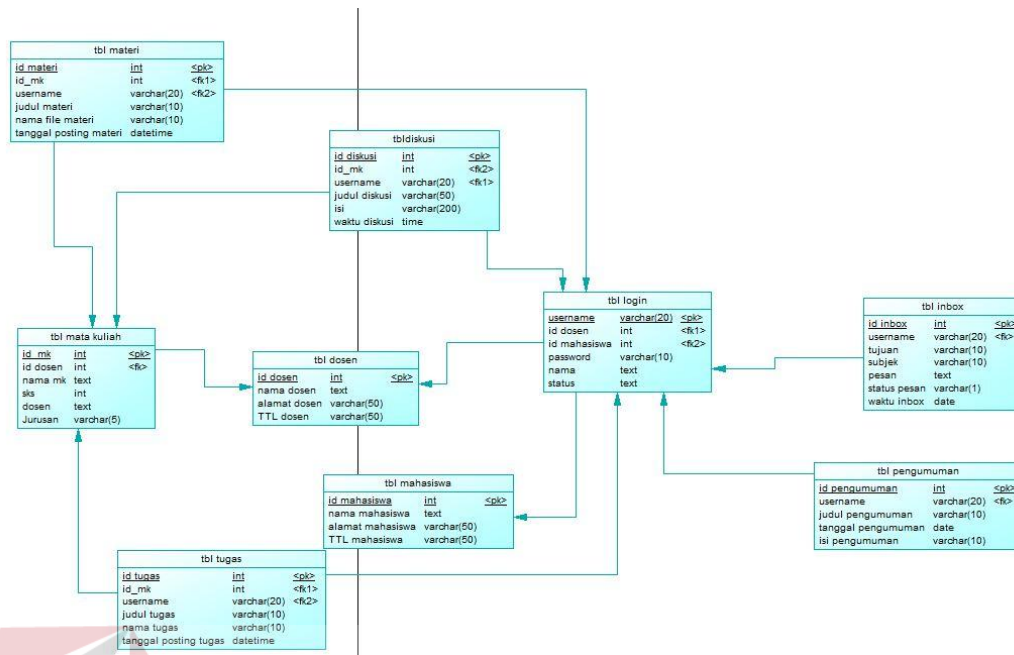 tbl materi
id materi int <pk>
id_mk int <fk1>
username varchar(20) <fk2>
judul materi varchar(10)
nama file materi varchar(10)
tanggal posting materi datetime
tbldiskusi
id diskusi int <pk>
id_mk int <fk2>
username varchar(20) <fk1>
judul diskusi varchar(50)
isi varchar(200)
waktu diskusi time
tbl login
username varchar(20) <pk>
id dosen int <fk1>
id mahasiswa int <fk2>
password varchar(10)
nama text
status text
tbl inbox
id inbox int <pk>
username varchar(20) <fk>
tujuan varchar(10)
subjek varchar(10)
pesan text
status pesan varchar(1)
waktu inbox date
tbl mata kuliah
id_mk int <pk>
id dosen int <fk>
nama mk text
sks int
dosen text
Jurusan varchar(5)
tbl dosen
id dosen int <pk>
nama dosen text
alamat dosen varchar(50)
TTL dosen varchar(50)
tbl mahasiswa
id mahasiswa int <pk>
nama mahasiswa text
alamat mahasiswa varchar(50)
TTL mahasiswa varchar(50)
tbl pengumuman
id pengumuman int <pk>
username varchar(20) <fk>
judul pengumuman varchar(10)
tanggal pengumuman date
isi pengumuman varchar(10)
tbl tugas
id tugas int <pk>
id_mk int <fk1>
username varchar(20) <fk2>
judul tugas varchar(10)
nama tugas varchar(10)
tanggal posting tugas datetime